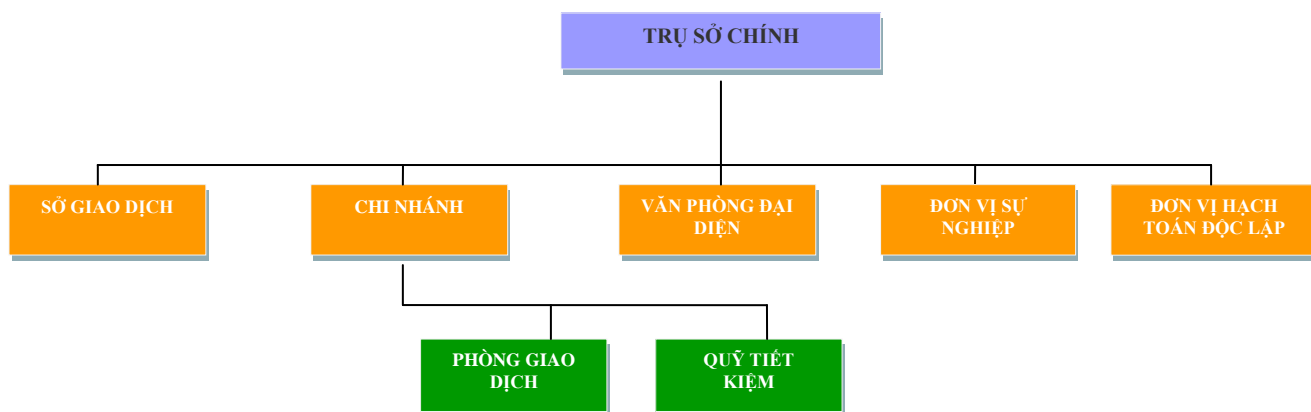 TRỤ SỞ CHÍNH
SỞ GIAO DỊCH
CHI NHÁNH
VĂN PHÒNG ĐẠI
DIỆN
ĐƠN VỊ SỰ
NGHIỆP
ĐƠN VỊ HẠCH
TOÁN ĐỘC LẬP
PHÒNG GIAO
DỊCH
QUỸ TIẾT
KIỆM